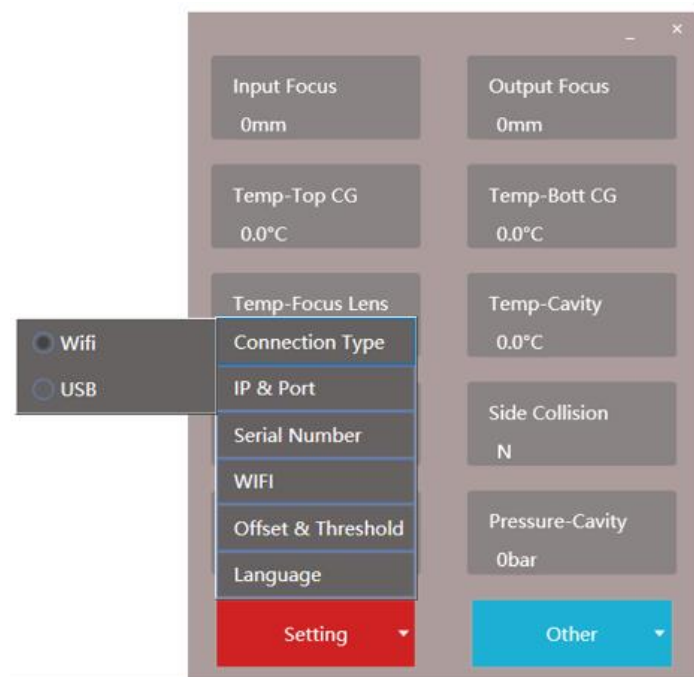 Input Focus
0mm
Output Focus
0mm
Temp-Top CG
0.0°C
Temp-Bott CG
0.0°C
Temp-Focus Lens
Temp-Cavity
0.0°C
Wifi
USB
Connection Type
IP & Port
Serial Number
WIFI
Offset & Threshold
Language
Side Collision
N
Pressure-Cavity
0bar
Setting
Other